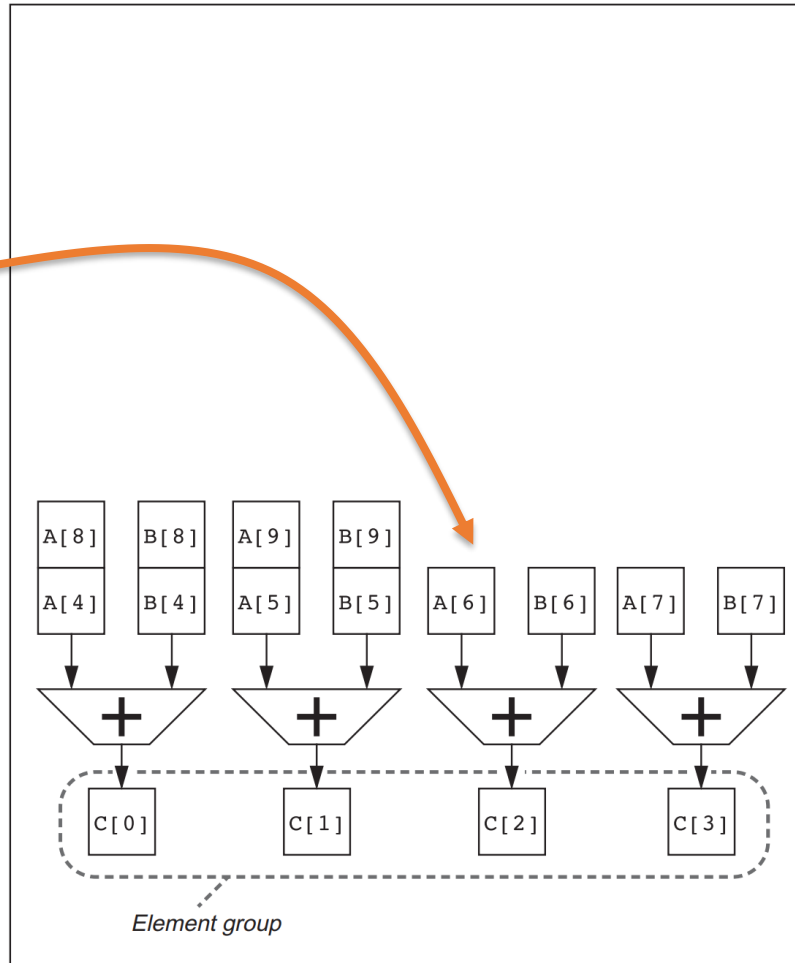 A[8] B[8] A[9] B[9]
A[4] B[4] A[5] B[5] A[6] B[6] A[7] B[7]
+ + + +
C[0] C[1] C[2] C[3]
Element group